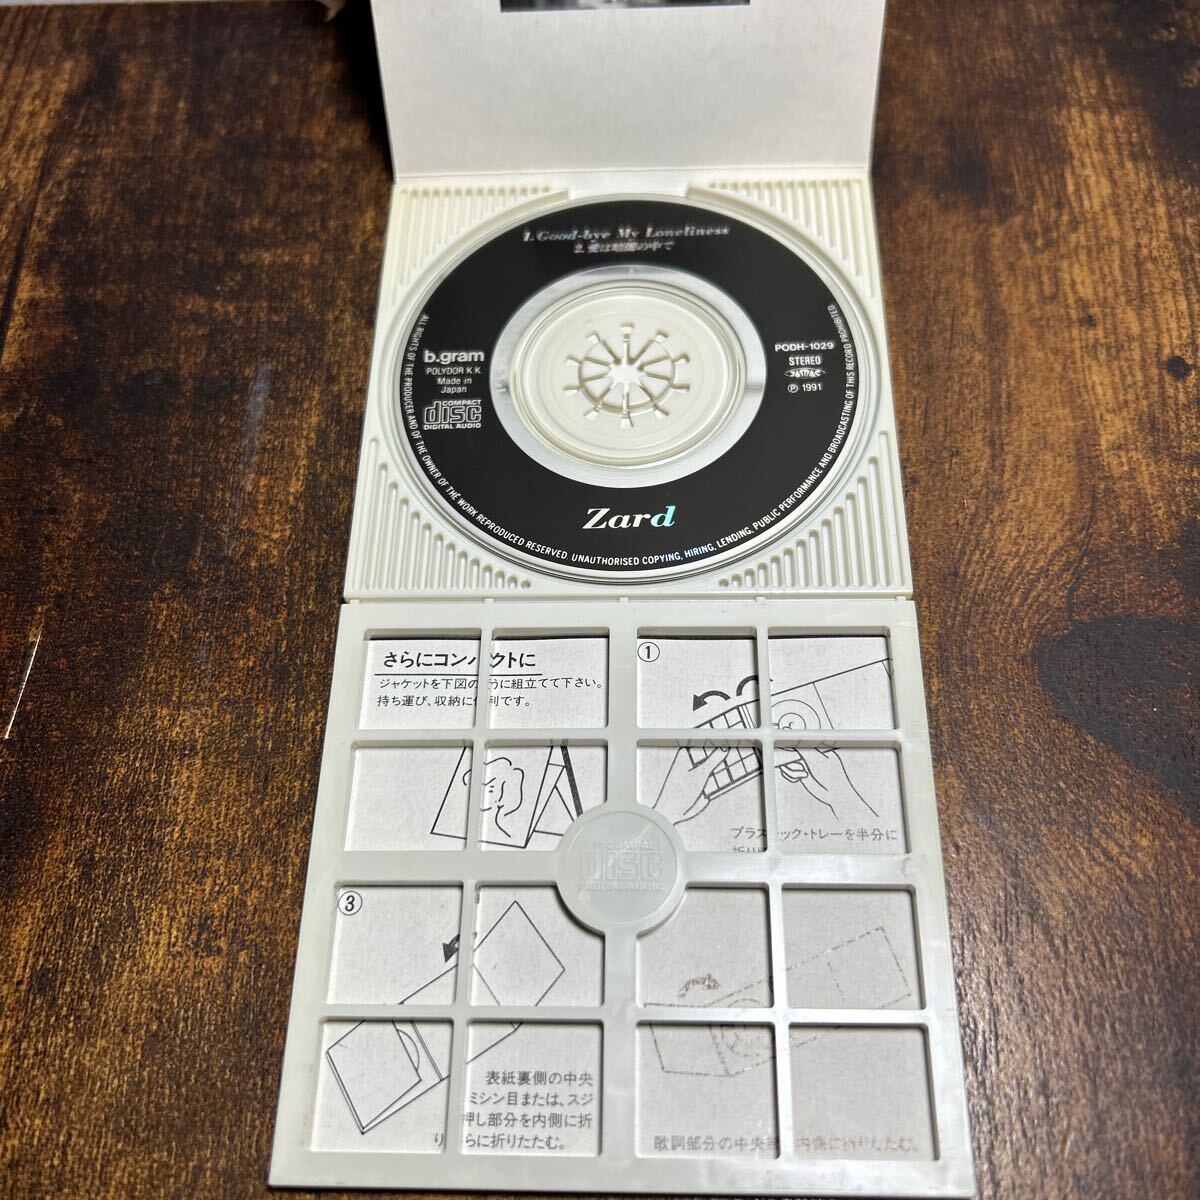 1. Good-bye My Loneliness
2. 愛は暗闇の中で
b.gram
POLYDOR K.K.
Made in
Japan
COMPACT
disc
DIGITAL AUDIO
PODH-1029
STEREO
JASRAC
Ⓟ 1991
Zard
ALL RIGHTS OF THE PRODUCER AND OF THE OWNER OF THE WORK REPRODUCED RESERVED. UNAUTHORISED COPYING, HIRING, LENDING, PUBLIC PERFORMANCE AND BROADCASTING OF THIS RECORD PROHIBITED
さらにコンパクトに
ジャケットを下図のように組立てて下さい。
持ち運び、収納に便利です。
①
プラスチック・トレーを半分に
COMPACT
disc
DIGITAL AUDIO
③
表紙裏側の中央
ミシン目または、スジ
押し部分を内側に折
り さらに折りたたむ。
歌詞部分の中央 内側に折りたたむ。